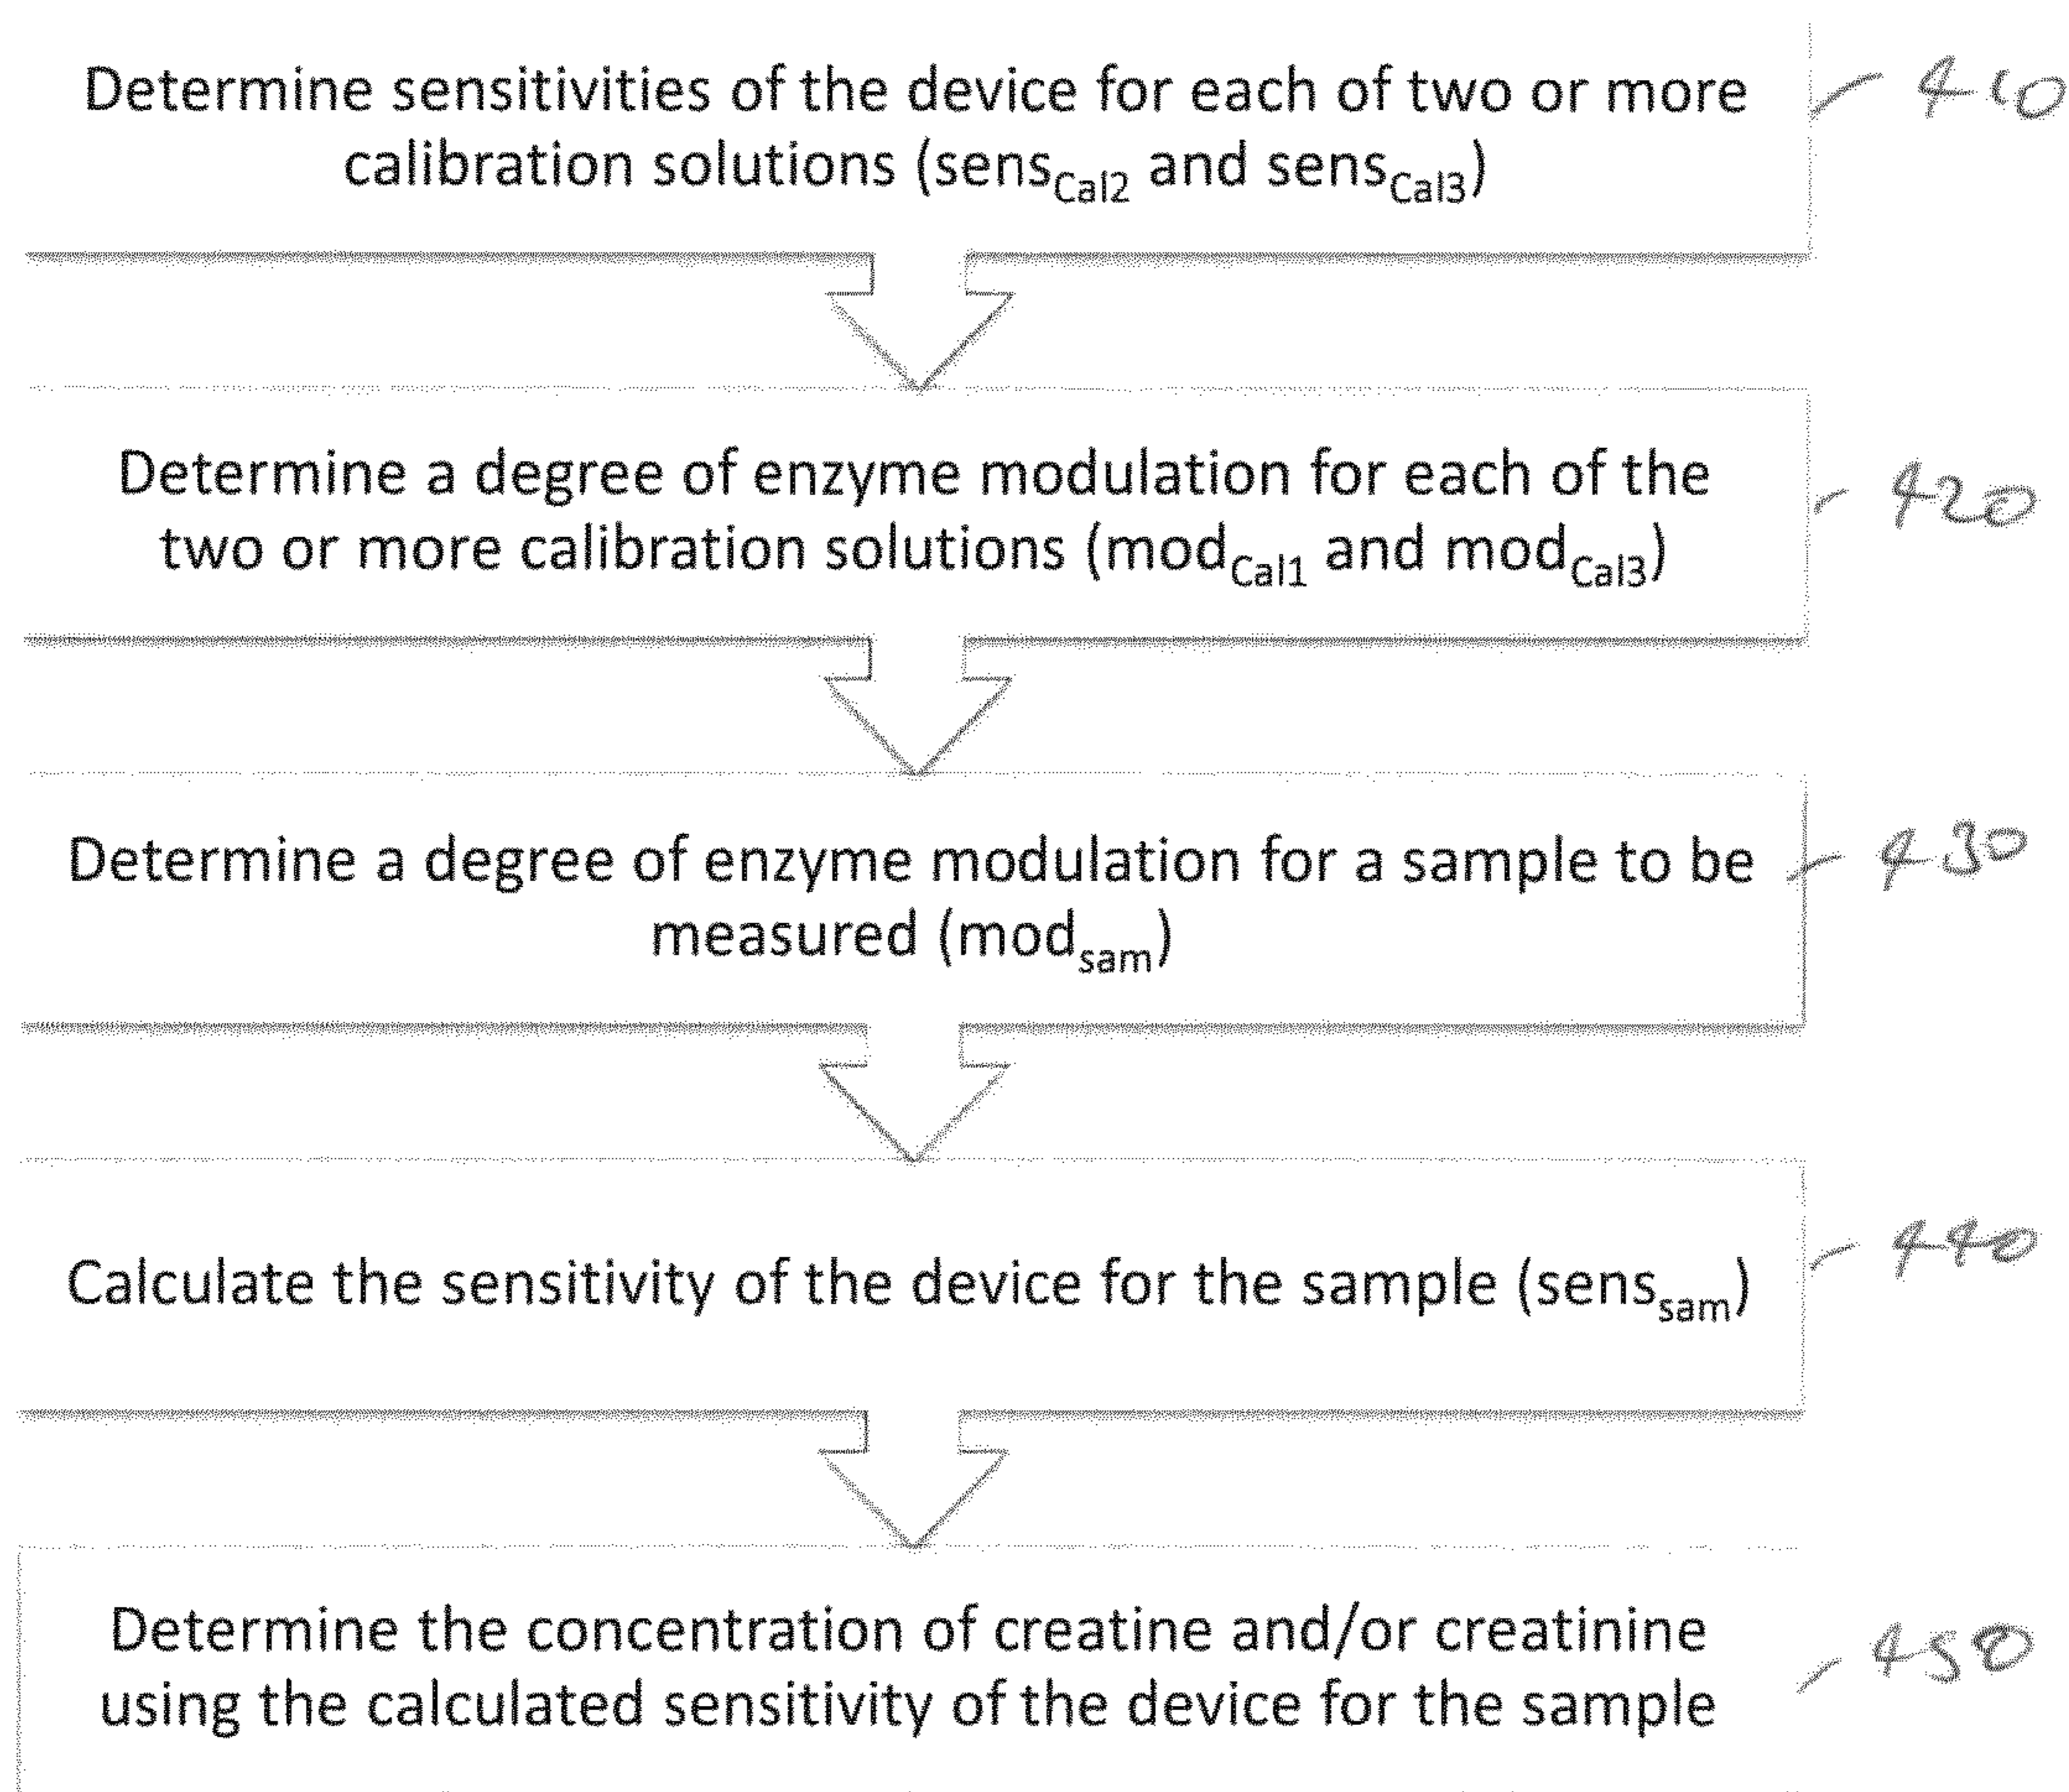 Determine sensitivities of the device for each of two or more
calibration solutions (sensCal2 and sensCal3)
410
Determine a degree of enzyme modulation for each of the
two or more calibration solutions (modCal1 and modCal3)
420
Determine a degree of enzyme modulation for a sample to be
measured (modsam)
430
Calculate the sensitivity of the device for the sample (senssam)
440
Determine the concentration of creatine and/or creatinine
using the calculated sensitivity of the device for the sample
450